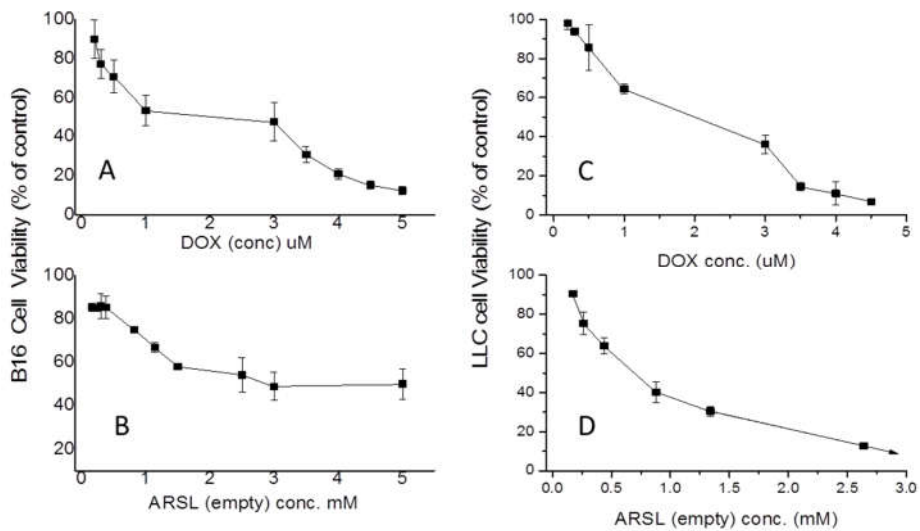 B16 Cell Viability (% of control)
100
80
60
40
20
0
A
0 1 2 3 4 5
DOX (conc) uM
100
80
60
40
20
B
0 1 2 3 4 5
ARSL (empty) conc. mM
LLC cell Viability (% of control)
100
80
60
40
20
0
C
0 1 2 3 4 5
DOX conc. (uM)
100
80
60
40
20
0
D
0.0 0.5 1.0 1.5 2.0 2.5 3.0
ARSL (empty) conc. (mM)